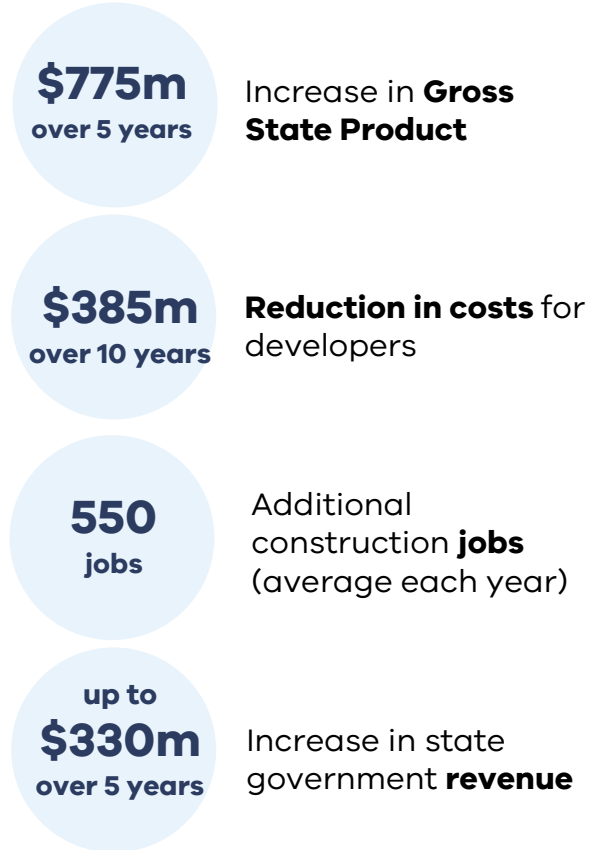 $775m
over 5 years
Increase in Gross
State Product
$385m
over 10 years
Reduction in costs for
developers
550
jobs
Additional
construction jobs
(average each year)
up to
$330m
over 5 years
Increase in state
government revenue